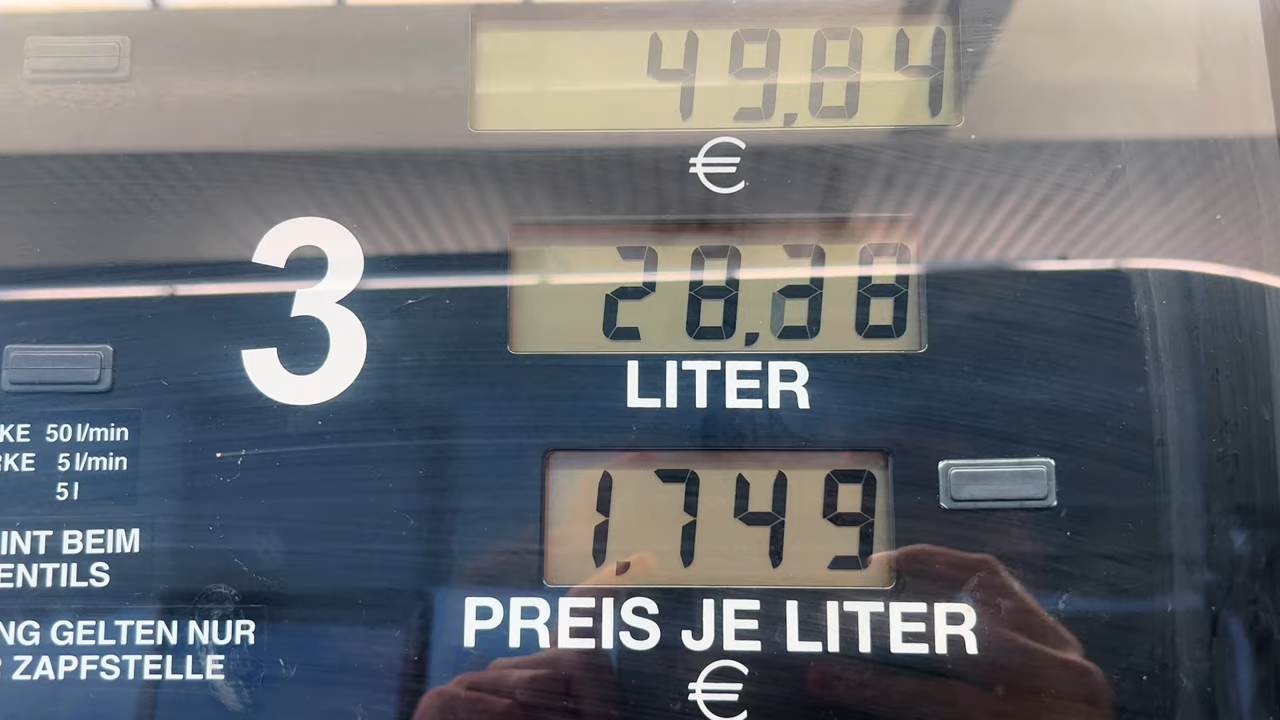 49,84
€
3
28,38
LITER
KE 50 l/min
RKE 5 l/min
5 l
1,749
INT BEIM
ENTILS
PREIS JE LITER
€
NG GELTEN NUR
R ZAPFSTELLE